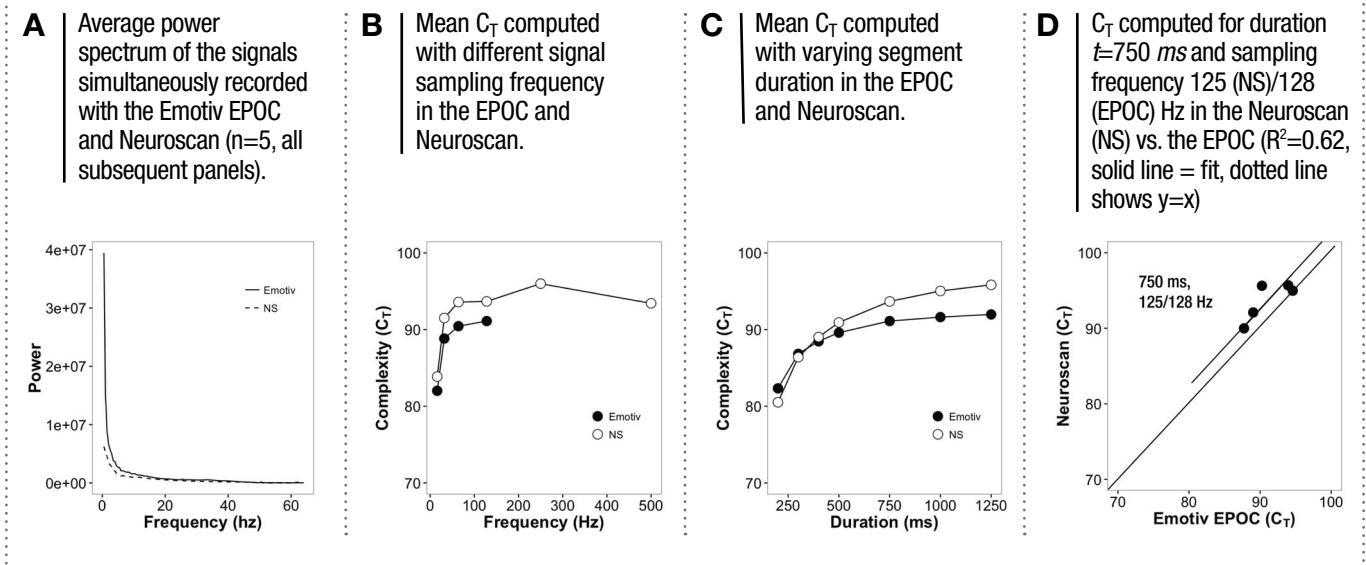 A
Average power
spectrum of the signals
simultaneously recorded
with the Emotiv EPOC
and Neuroscan (n=5, all
subsequent panels).
4e+07
3e+07
2e+07
1e+07
0e+00
Power
Emotiv
NS
0
20
40
60
Frequency (hz)
B
Mean C_T computed
with different signal
sampling frequency
in the EPOC and
Neuroscan.
100
90
80
70
Complexity (C_T)
Emotiv
NS
0
100
200
300
400
500
Frequency (Hz)
C
Mean C_T computed
with varying segment
duration in the EPOC
and Neuroscan.
100
90
80
70
Complexity (C_T)
Emotiv
NS
250
500
750
1000
1250
Duration (ms)
D
C_T computed for duration
t=750 ms and sampling
frequency 125 (NS)/128
(EPOC) Hz in the Neuroscan
(NS) vs. the EPOC (R²=0.62,
solid line = fit, dotted line
shows y=x)
100
90
80
70
Neuroscan (C_T)
750 ms,
125/128 Hz
70
80
90
100
Emotiv EPOC (C_T)